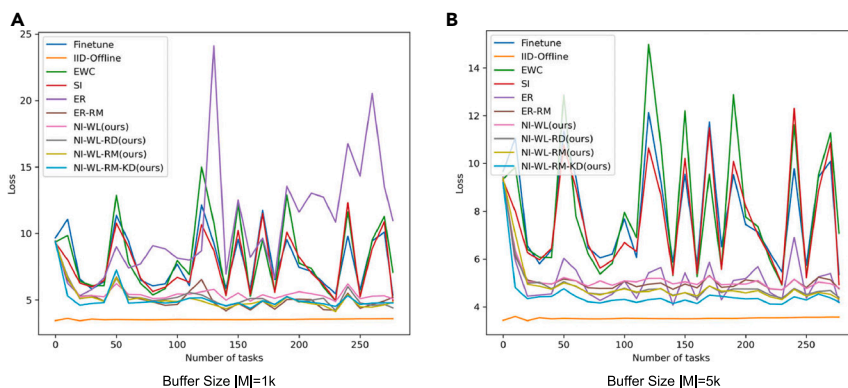 A
25
20
15
10
5
Loss
Finetune
IID-Offline
EWC
SI
ER
ER-RM
NI-WL(ours)
NI-WL-RD(ours)
NI-WL-RM(ours)
NI-WL-RM-KD(ours)
0
50
100
150
200
250
Number of tasks
Buffer Size |M|=1k
B
14
12
10
8
6
4
Loss
Finetune
IID-Offline
EWC
SI
ER
ER-RM
NI-WL(ours)
NI-WL-RD(ours)
NI-WL-RM(ours)
NI-WL-RM-KD(ours)
0
50
100
150
200
250
Number of tasks
Buffer Size |M|=5k